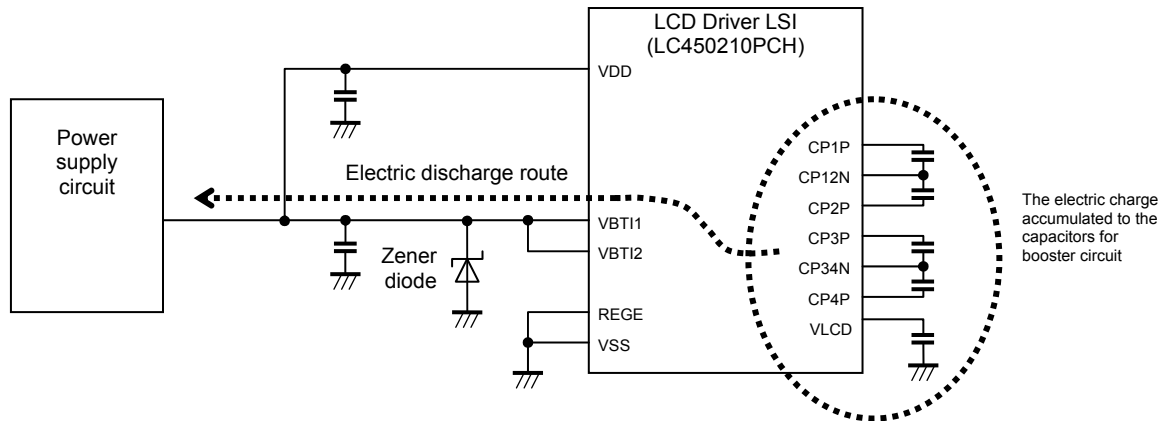 LCD Driver LSI
(LC450210PCH)
VDD
Power
supply
circuit
Electric discharge route
CP1P
CP12N
CP2P
CP3P
CP34N
CP4P
VLCD
VBTI1
VBTI2
Zener
diode
REGE
VSS
The electric charge
accumulated to the
capacitors for
booster circuit